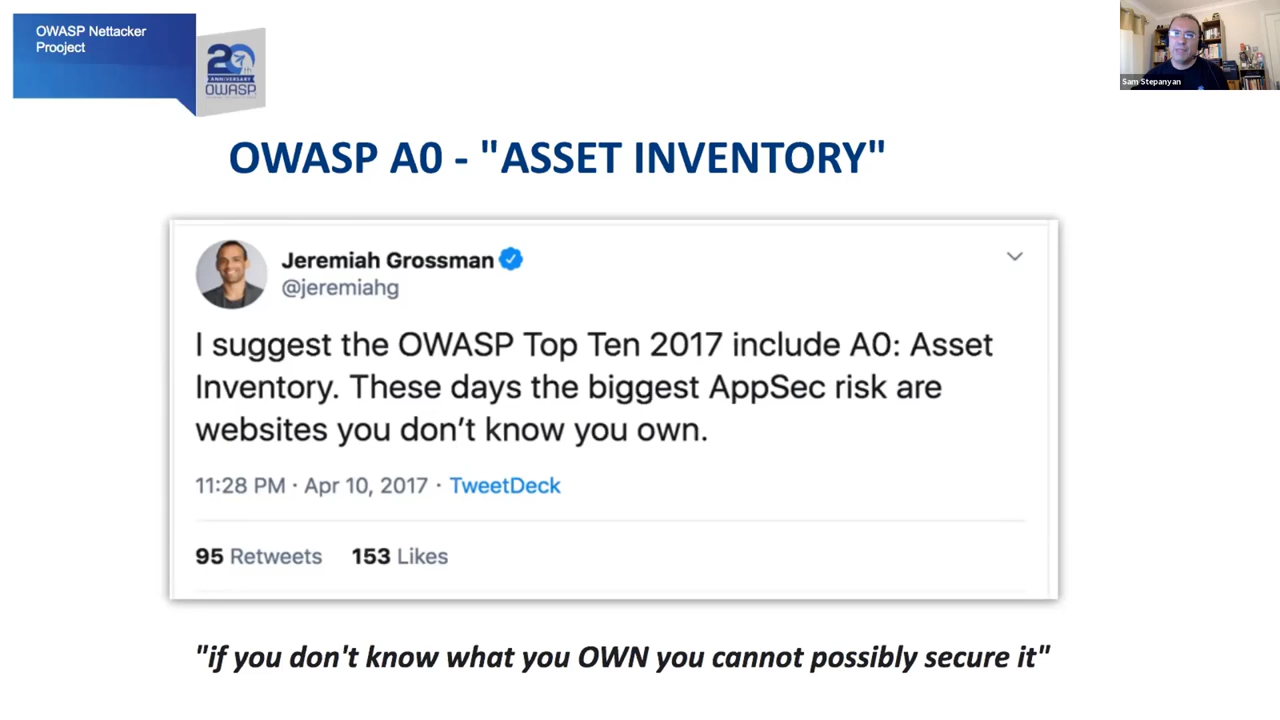 OWASP Nettacker
Prooject
20
th
ANNIVERSARY
OWASP
Sam Stepanyan
OWASP A0 - "ASSET INVENTORY"
Jeremiah Grossman
@jeremiahg
I suggest the OWASP Top Ten 2017 include A0: Asset
Inventory. These days the biggest AppSec risk are
websites you don’t know you own.
11:28 PM · Apr 10, 2017 · TweetDeck
95 Retweets 153 Likes
"if you don't know what you OWN you cannot possibly secure it"